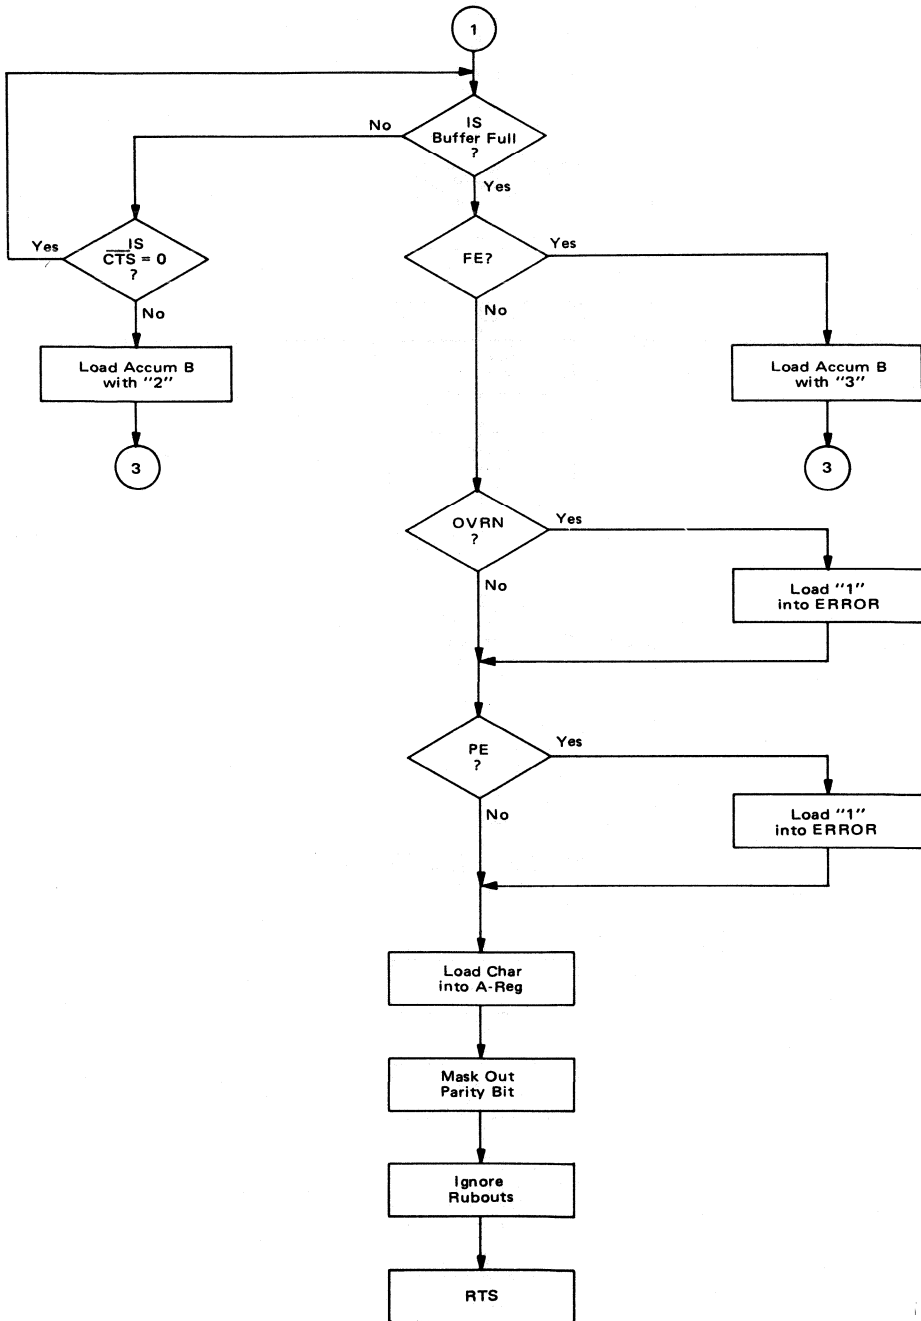 1
IS
Buffer Full
?
No
Yes
IS
CTS = 0
?
Yes
No
FE?
Yes
No
Load Accum B
with "2"
Load Accum B
with "3"
3
3
OVRN
?
Yes
No
Load "1"
into ERROR
PE
?
Yes
No
Load "1"
into ERROR
Load Char
into A-Reg
Mask Out
Parity Bit
Ignore
Rubouts
RTS